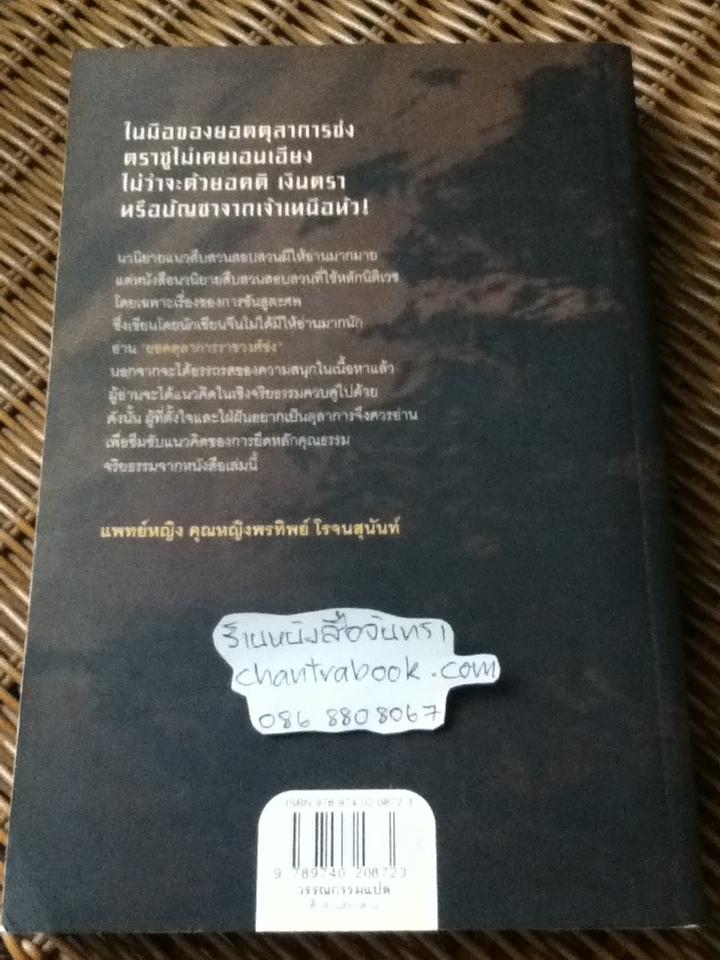 ในมือของยอดตุลาการซ่ง
ตราชูไม่เคยเอนเอียง
ไม่ว่าจะด้วยอคติ เงินตรา
หรือบัญชาจากเจ้าเหนือหัว!
นวนิยายแนวสืบสวนสอบสวนมีให้อ่านมากมาย
แต่หนังสือนวนิยายสืบสวนสอบสวนที่ใช้หลักนิติเวช
โดยเฉพาะเรื่องของการชันสูตรศพ
ซึ่งเขียนโดยนักเขียนจีนไม่ได้มีให้อ่านมากนัก
อ่าน "ยอดตุลาการราชวงศ์ซ่ง"
นอกจากจะได้อรรถรสของความสนุกในเนื้อหาแล้ว
ผู้อ่านจะได้แนวคิดในเชิงจริยธรรมควบคู่ไปด้วย
ดังนั้น ผู้ที่ตั้งใจและใฝ่ฝันอยากเป็นตุลาการจึงควรอ่าน
เพื่อซึมซับแนวคิดของการยึดหลักคุณธรรม
จริยธรรมจากหนังสือเล่มนี้
แพทย์หญิง คุณหญิงพรทิพย์ โรจนสุนันท์
ร้านหนังสือจันทรา
chantrabook.com
086 8808067
ISBN 978 974 02 0872 3
9 789740 208723
วรรณกรรมแปล